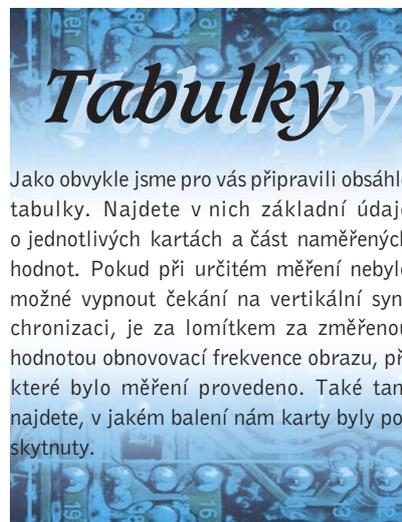 Tabulky
Jako obvykle jsme pro vás připravili obsáhl
tabulky. Najdete v nich základní údaj
o jednotlivých kartách a část naměřenýc
hodnot. Pokud při určitém měření nebyl
možné vypnout čekání na vertikální syn
chronizaci, je za lomítkem za změřeno
hodnotou obnovovací frekvence obrazu, př
které bylo měření provedeno. Také tam
najdete, v jakém balení nám karty byly po
skytnuty.